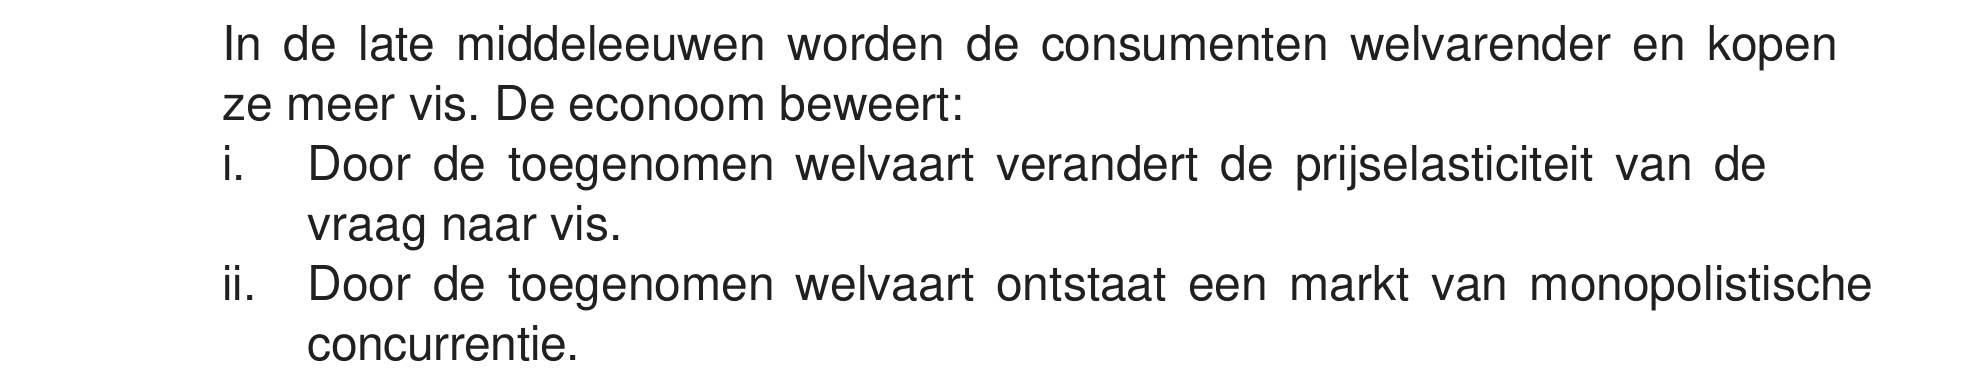 In de late middeleeuwen worden de consumenten welvarender en kopen
ze meer vis. De econoom beweert:
i. Door de toegenomen welvaart verandert de prijselasticiteit van de
vraag naar vis.
ii. Door de toegenomen welvaart ontstaat een markt van monopolistische
concurrentie.